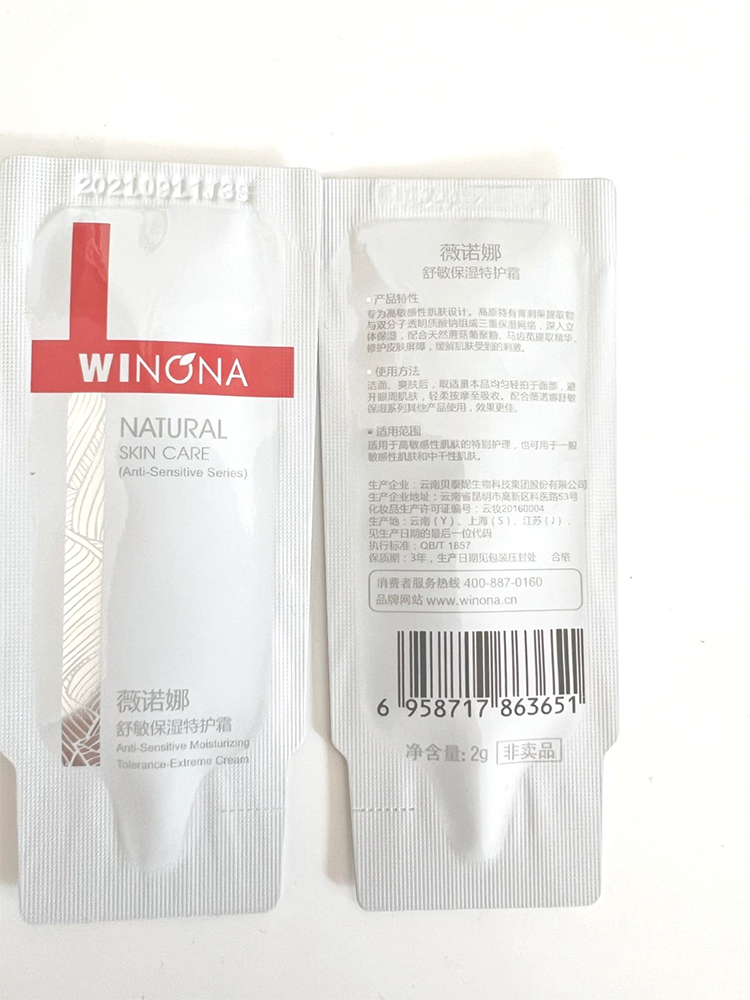 20210911J3S
WINONA
NATURAL
SKIN CARE
(Anti-Sensitive Series)
薇诺娜
舒敏保湿特护霜
Anti-Sensitive Moisturizing
Tolerance-Extreme Cream
薇诺娜
舒敏保湿特护霜
产品特性
专为高敏感性肌肤设计。高原特有青刺果提取物
与双分子透明质酸钠组成三重保湿网络，深入立
体保湿，配合天然蘑菇葡聚糖、马齿苋提取精华，
修护皮肤屏障，缓解肌肤受到的刺激。
使用方法
洁面、爽肤后，取适量本品均匀轻拍于面部，避
开眼周肌肤，轻柔按摩至吸收。配合薇诺娜舒敏
保湿系列其他产品使用，效果更佳。
适用范围
适用于高敏感性肌肤的特别护理，也可用于一般
敏感性肌肤和中干性肌肤。
生产企业：云南贝泰妮生物科技集团股份有限公司
生产企业地址：云南省昆明市高新区科医路53号
化妆品生产许可证编号：云妆20160004
生产地：云南(Y)、上海(S)、江苏(J)，
见生产日期的最后一位代码
执行标准：QB/T 1857
保质期：3年，生产日期见包装压封处 合格
消费者服务热线 400-887-0160
品牌网站 www.winona.cn
6 958717 863651
净含量: 2g 非卖品